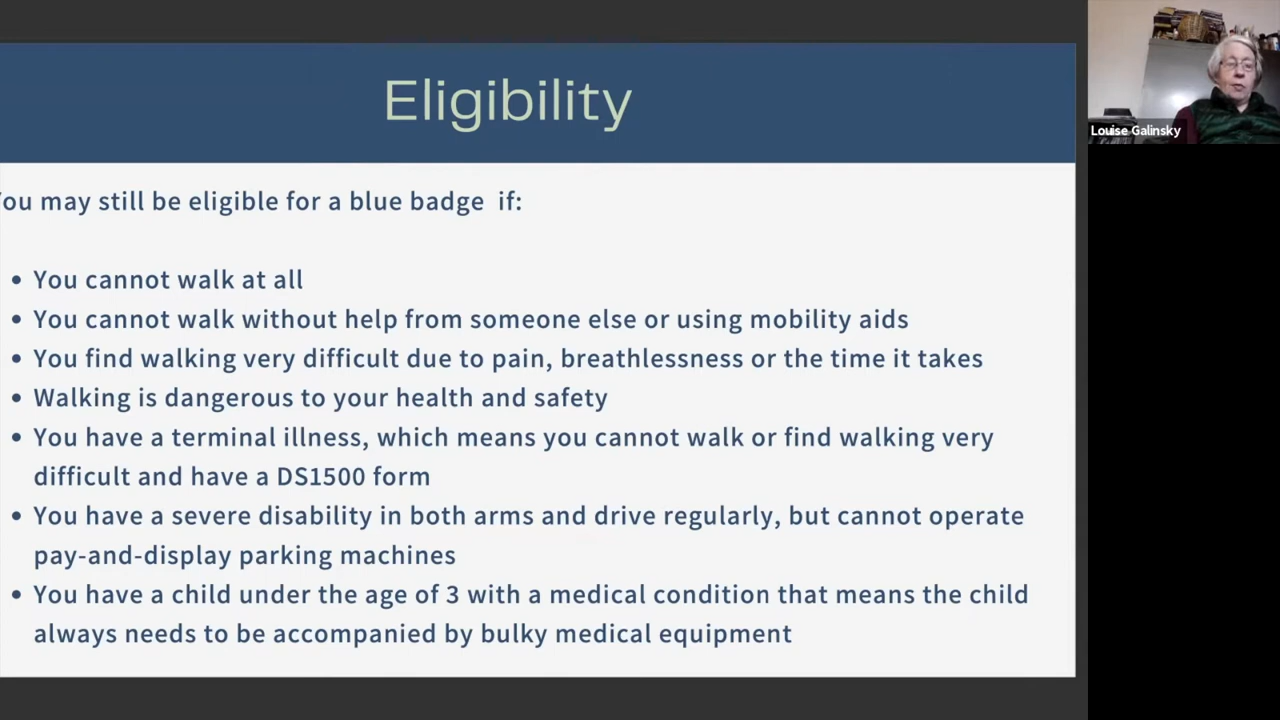 Eligibility
Louise Galinsky
ou may still be eligible for a blue badge if:
• You cannot walk at all
• You cannot walk without help from someone else or using mobility aids
• You find walking very difficult due to pain, breathlessness or the time it takes
• Walking is dangerous to your health and safety
• You have a terminal illness, which means you cannot walk or find walking very
difficult and have a DS1500 form
• You have a severe disability in both arms and drive regularly, but cannot operate
pay-and-display parking machines
• You have a child under the age of 3 with a medical condition that means the child
always needs to be accompanied by bulky medical equipment